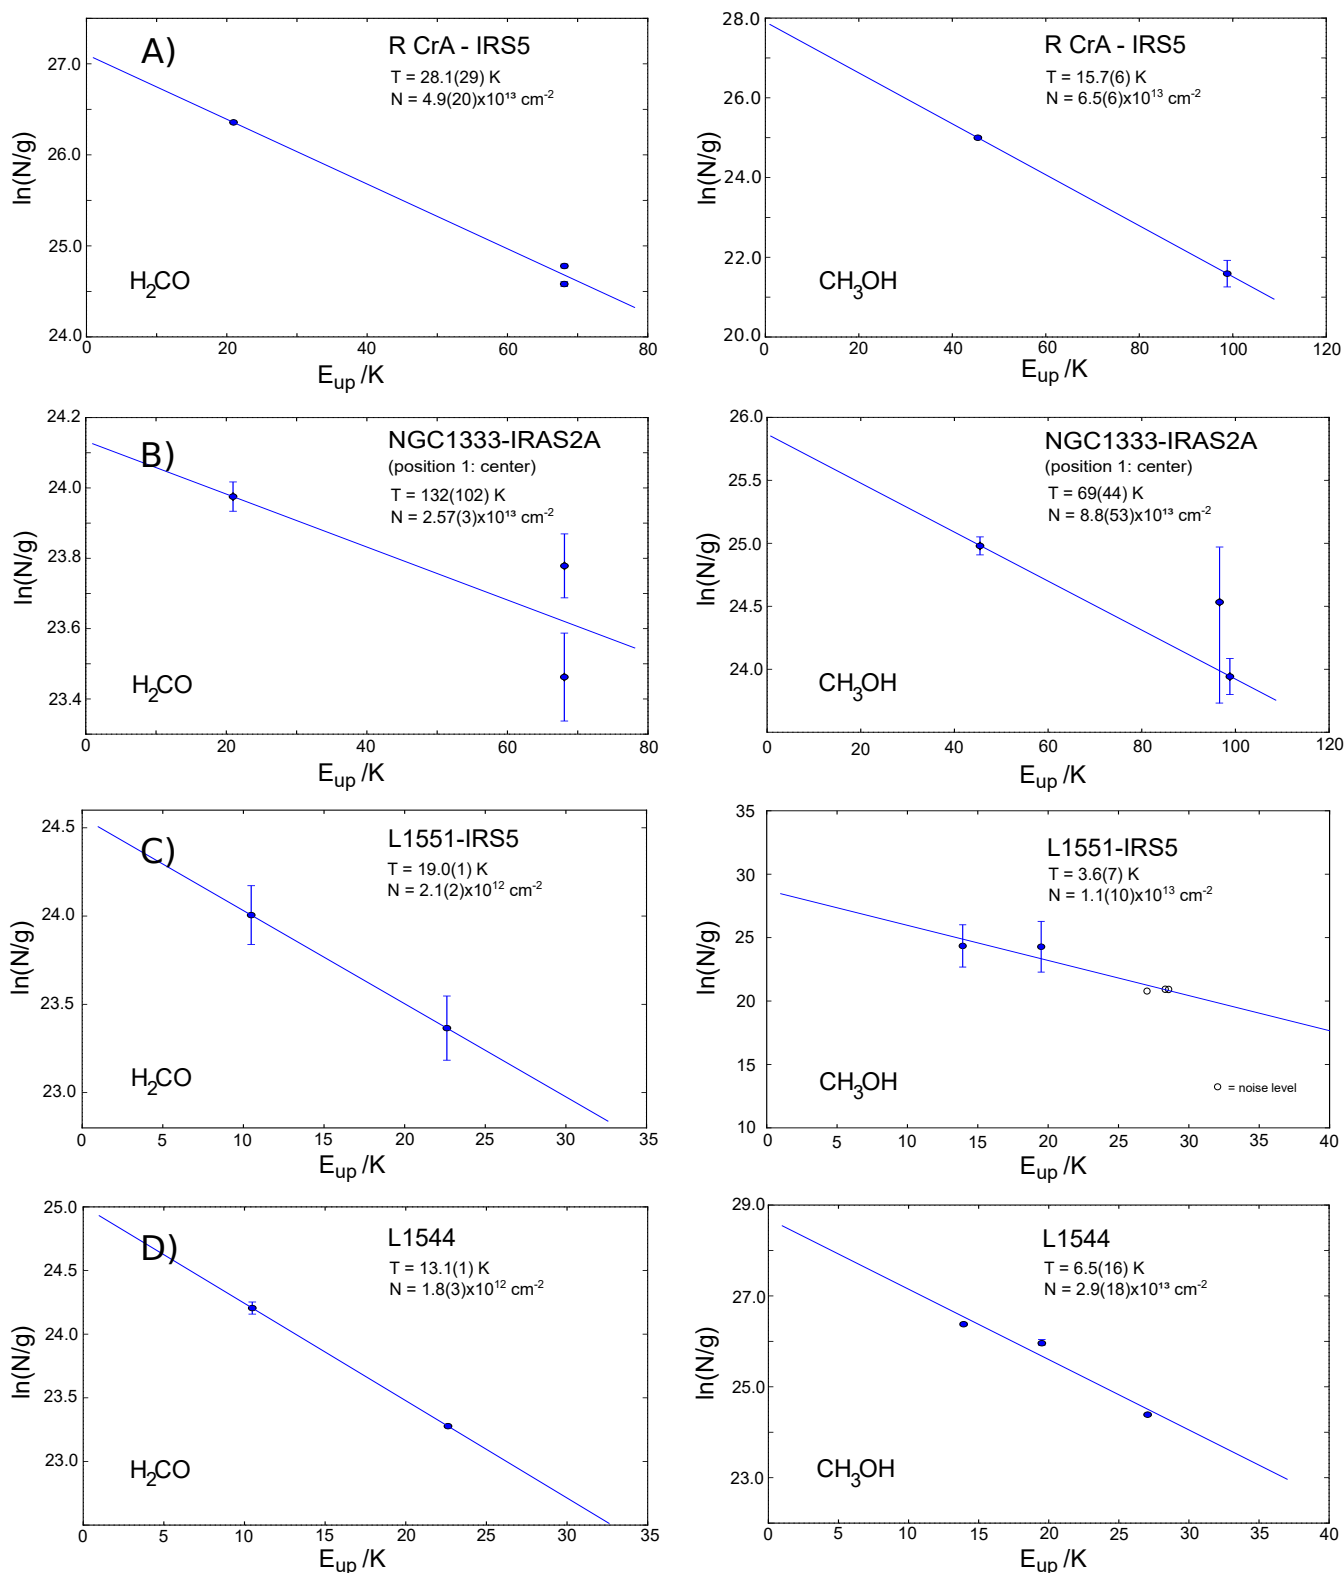 A)
R CrA - IRS5
T = 28.1(29) K
N = 4.9(20)x10¹³ cm⁻²
27.0
26.0
25.0
24.0
ln(N/g)
H₂CO
0 20 40 60 80
E_up /K
R CrA - IRS5
T = 15.7(6) K
N = 6.5(6)x10¹³ cm⁻²
28.0
26.0
28.0
24.0
22.0
20.0
ln(N/g)
CH₃OH
0 20 40 60 80 100 120
E_up /K
B)
NGC1333-IRAS2A
(position 1: center)
T = 132(102) K
N = 2.57(3)x10¹³ cm⁻²
24.2
24.0
23.8
23.6
23.4
ln(N/g)
H₂CO
0 20 40 60 80
E_up /K
NGC1333-IRAS2A
(position 1: center)
T = 69(44) K
N = 8.8(53)x10¹³ cm⁻²
26.0
25.5
25.0
24.5
24.0
ln(N/g)
CH₃OH
0 20 40 60 80 100 120
E_up /K
C)
L1551-IRS5
T = 19.0(1) K
N = 2.1(2)x10¹² cm⁻²
24.5
24.0
23.5
23.0
ln(N/g)
H₂CO
0 5 10 15 20 25 30 35
E_up /K
L1551-IRS5
T = 3.6(7) K
N = 1.1(10)x10¹³ cm⁻²
35
30
25
20
15
10
ln(N/g)
CH₃OH
= noise level
0 5 10 15 20 25 30 35 40
E_up /K
D)
L1544
T = 13.1(1) K
N = 1.8(3)x10¹² cm⁻²
25.0
24.5
24.0
23.5
23.0
ln(N/g)
H₂CO
0 5 10 15 20 25 30 35
E_up /K
L1544
T = 6.5(16) K
N = 2.9(18)x10¹³ cm⁻²
29.0
27.0
25.0
23.0
ln(N/g)
CH₃OH
0 5 10 15 20 25 30 35 40
E_up /K